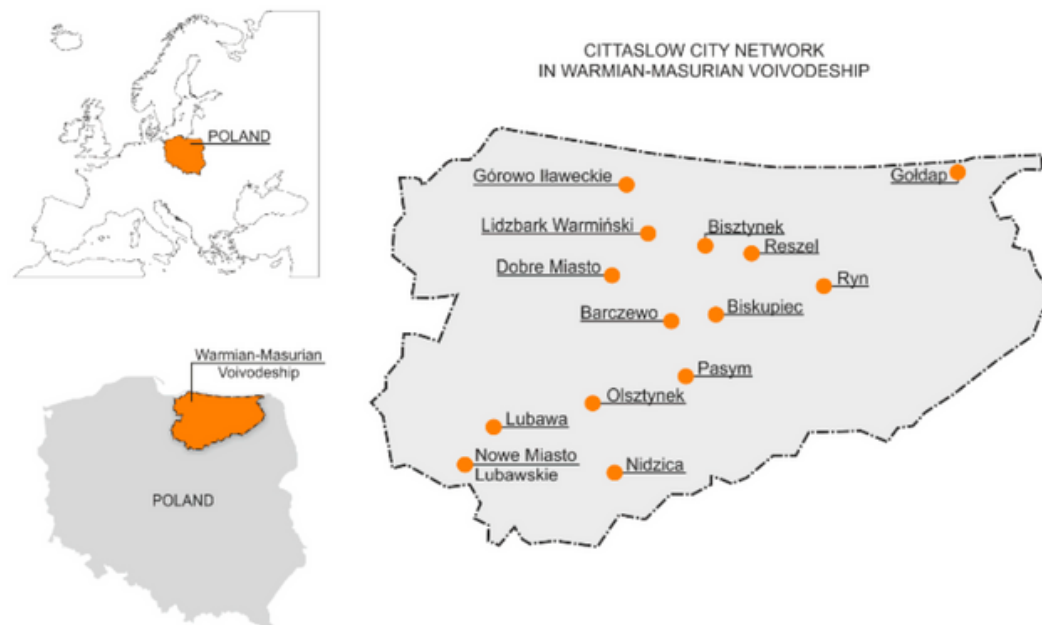 POLAND
CITTASLOW CITY NETWORK
IN WARMIAN-MASURIAN VOIVODESHIP
Górowo Iławeckie
Gołdap
Lidzbark Warmiński
Bisztynek
Reszel
Dobre Miasto
Ryn
Barczewo
Biskupiec
Pasym
Olsztynek
Lubawa
Nowe Miasto
Lubawskie
Nidzica
Warmian-Masurian
Voivodeship
POLAND